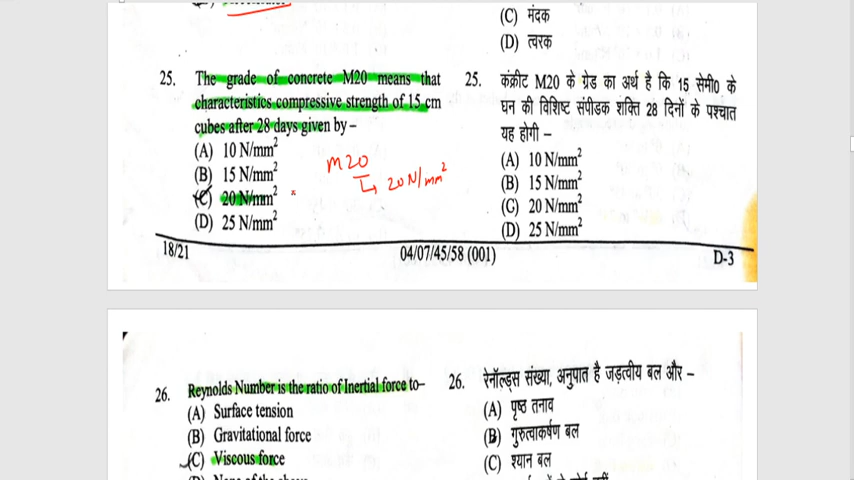 (C) मंदक
(D) त्वरक
25. The grade of concrete M20 means that
characteristics compressive strength of 15 cm
cubes after 28 days given by–
(A) 10 N/mm²
(B) 15 N/mm²
(C) 20 N/mm²
(D) 25 N/mm²
M20
20 N/mm²
25. कंक्रीट M20 के ग्रेड का अर्थ है कि 15 सेमी0 के
घन की विशिष्ट संपीडक शक्ति 28 दिनों के पश्चात
यह होगी –
(A) 10 N/mm²
(B) 15 N/mm²
(C) 20 N/mm²
(D) 25 N/mm²
18/21
04/07/45/58 (001)
D-3
26. Reynolds Number is the ratio of Inertial force to–
(A) Surface tension
(B) Gravitational force
(C) Viscous force
(D) None of the above
26. रेनॉल्ड्स संख्या, अनुपात है जड़त्वीय बल और –
(A) पृष्ठ तनाव
(B) गुरुत्वाकर्षण बल
(C) श्यान बल